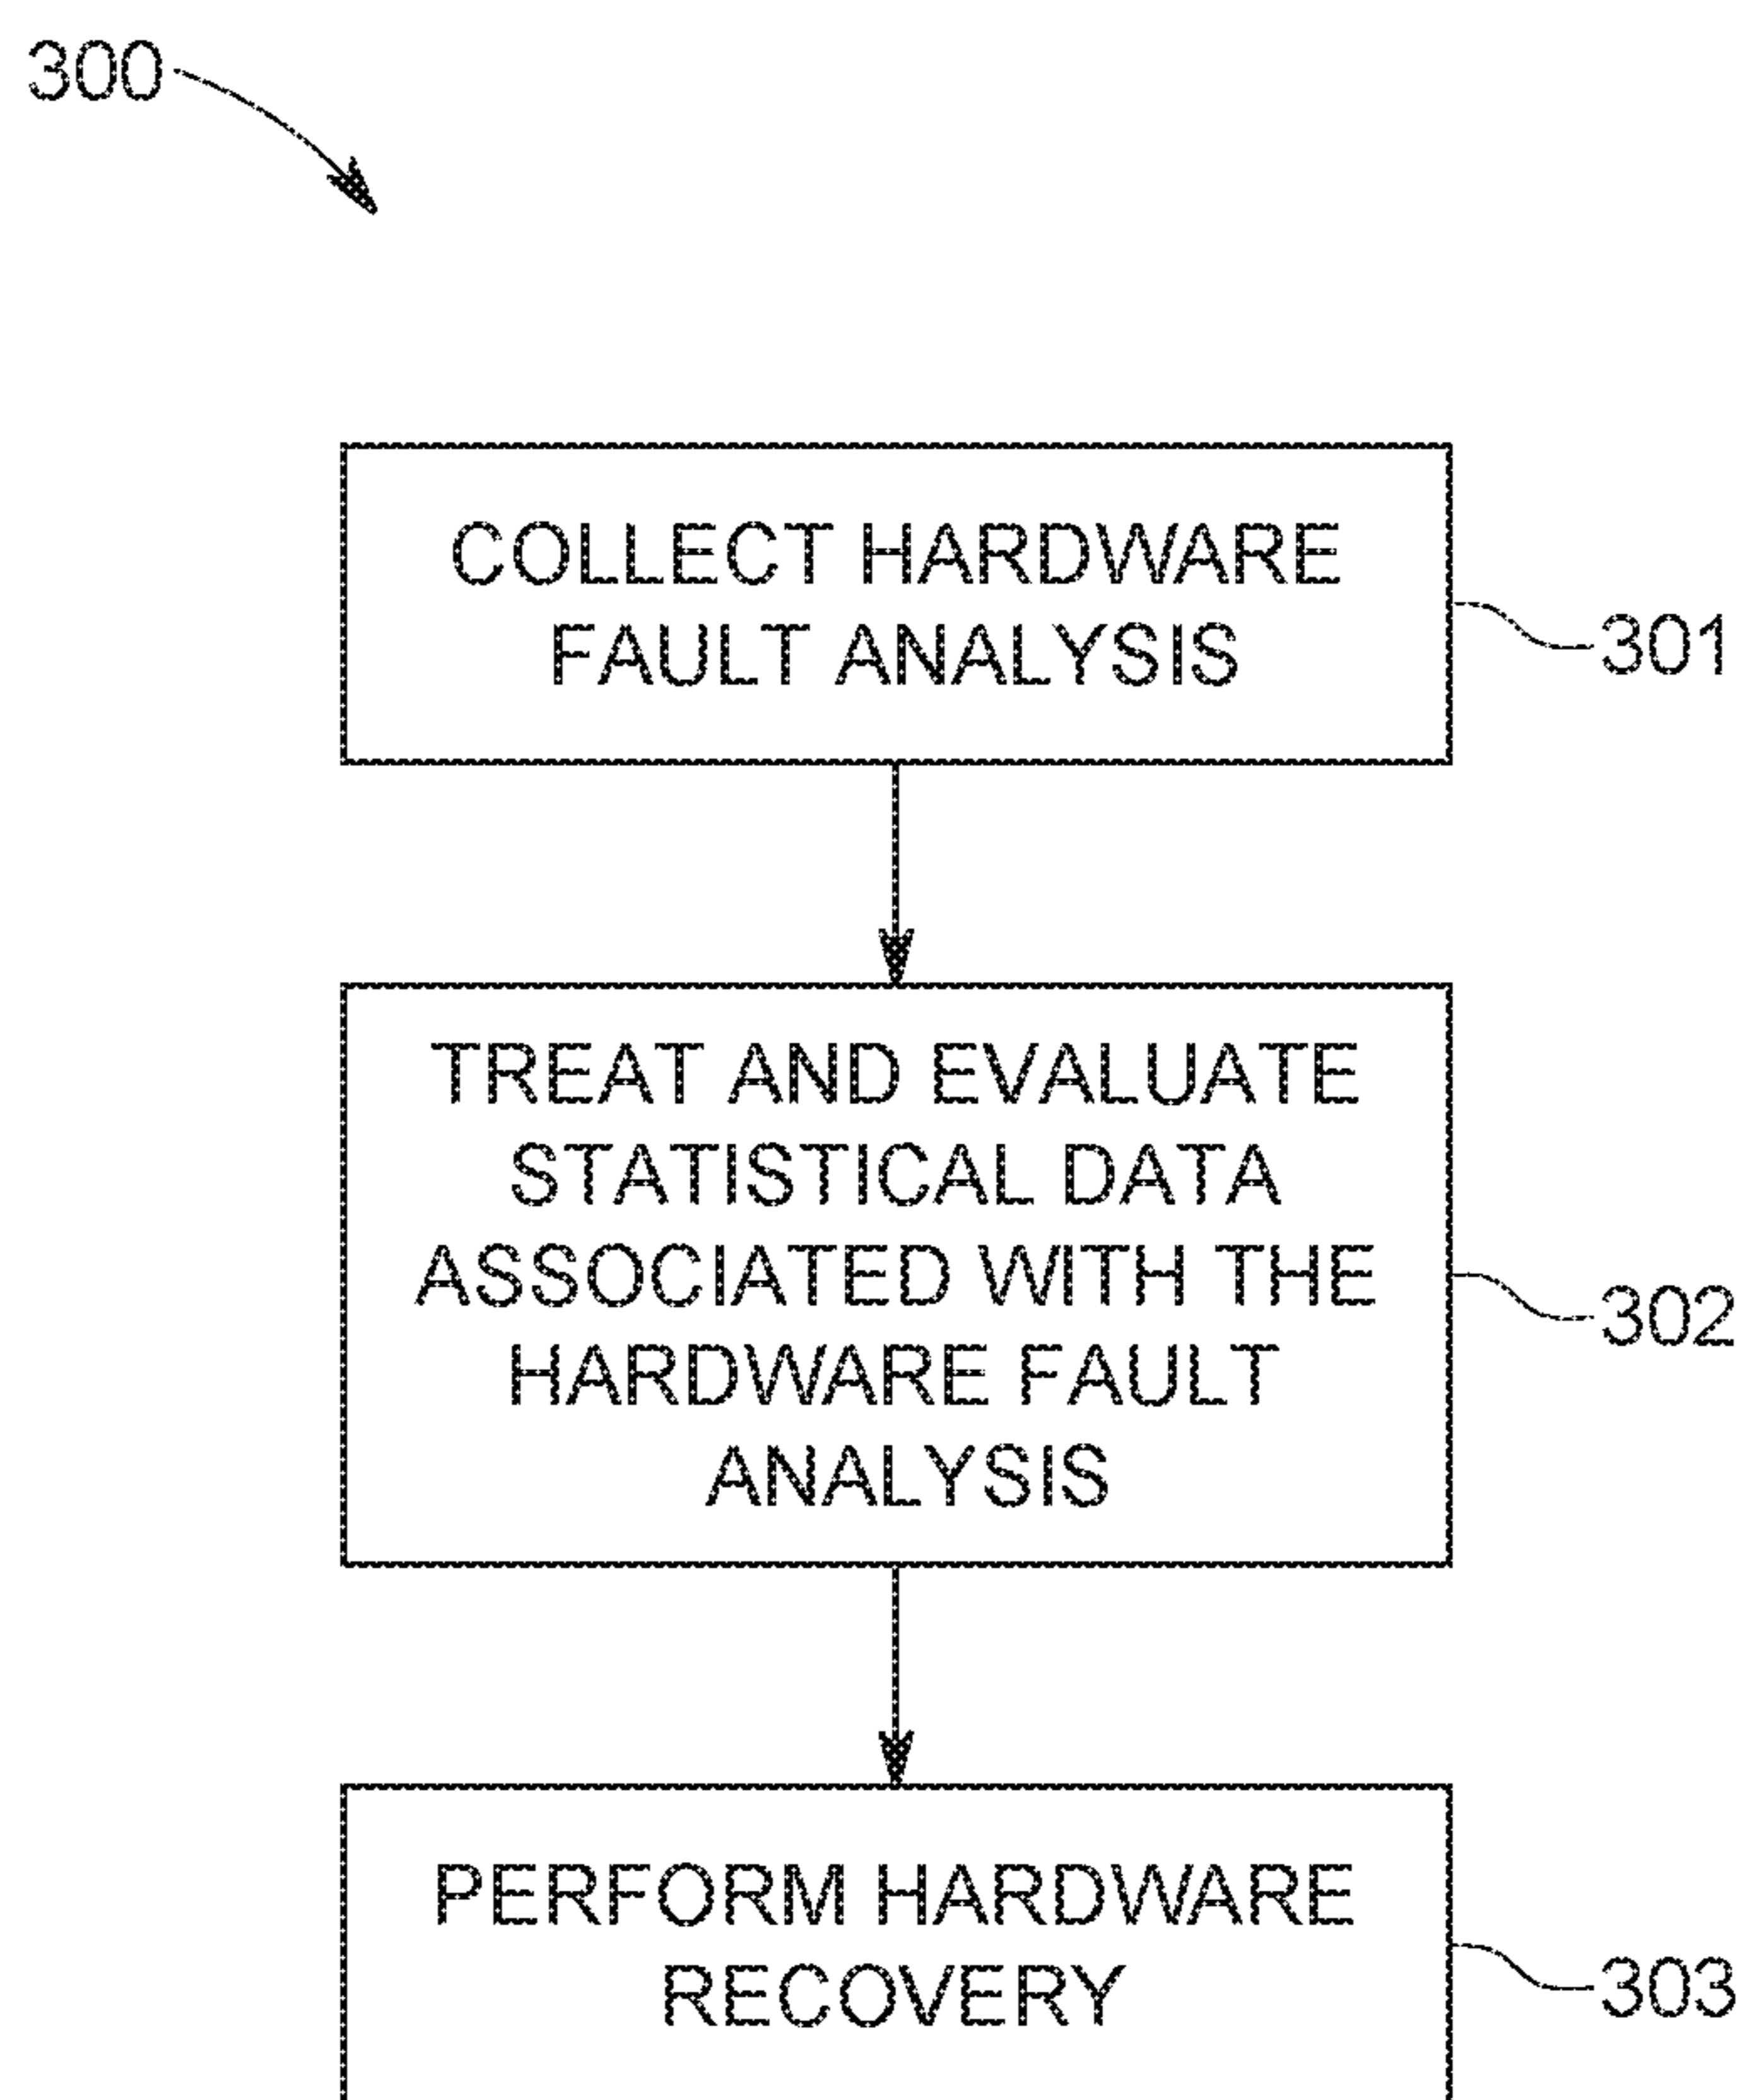 300
COLLECT HARDWARE
FAULT ANALYSIS
301
TREAT AND EVALUATE
STATISTICAL DATA
ASSOCIATED WITH THE
HARDWARE FAULT
ANALYSIS
302
PERFORM HARDWARE
RECOVERY
303